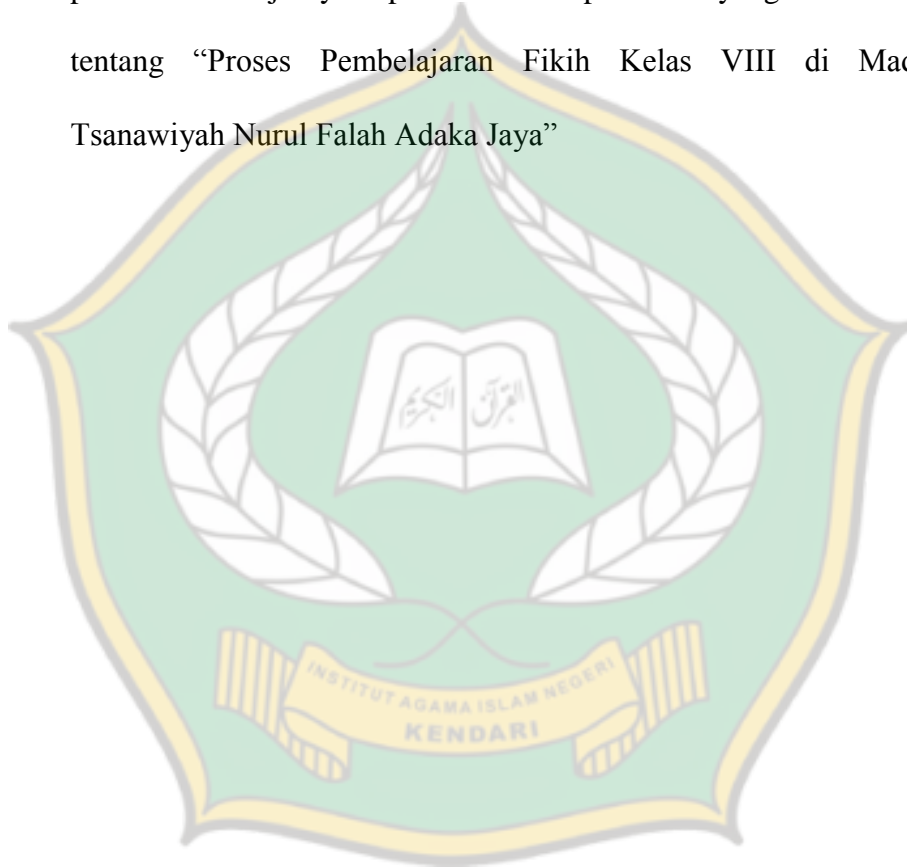 tentang “Proses Pembelajaran Fikih Kelas VIII di
Tsanawiyah Nurul Falah Adaka Jaya”
القرآن الكريم
INSTITUT AGAMA ISLAM NEGERI
KENDARI